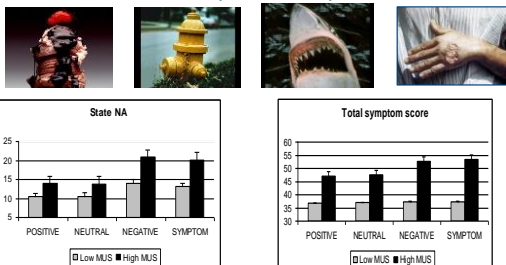 State NA
25
20
15
10
5
POSITIVE NEUTRAL NEGATIVE SYMPTOM
Low MUS High MUS
Total symptom score
60
55
50
45
40
35
30
POSITIVE NEUTRAL NEGATIVE SYMPTOM
Low MUS High MUS